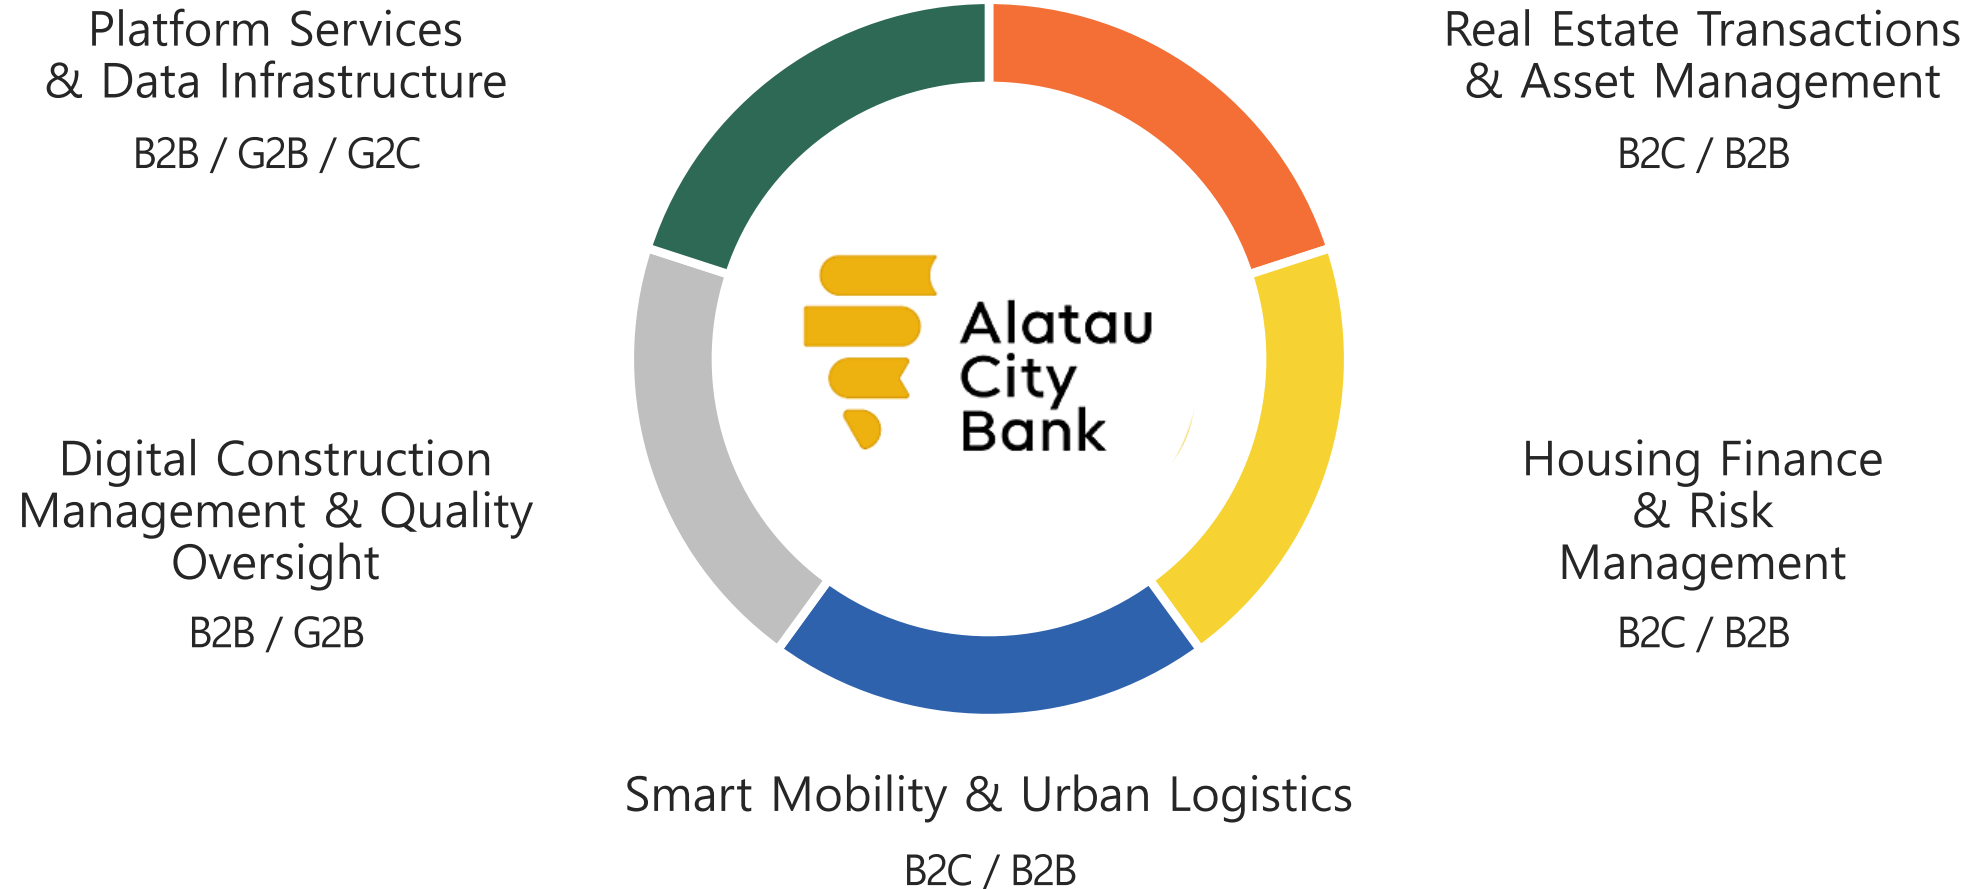 Platform Services
& Data Infrastructure
B2B / G2B / G2C
Real Estate Transactions
& Asset Management
B2C / B2B
Alatau
City
Bank
Digital Construction
Management & Quality
Oversight
B2B / G2B
Housing Finance
& Risk
Management
B2C / B2B
Smart Mobility & Urban Logistics
B2C / B2B